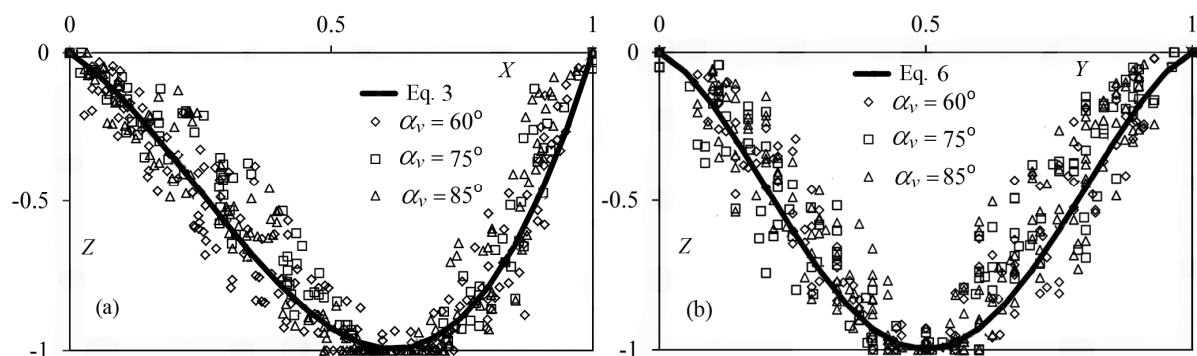 0 0.5 1
0
-0.5
-1
X
Z
Eq. 3
αᵥ = 60°
αᵥ = 75°
αᵥ = 85°
(a)
0 0.5 1
0
-0.5
-1
Y
Z
Eq. 6
αᵥ = 60°
αᵥ = 75°
αᵥ = 85°
(b)